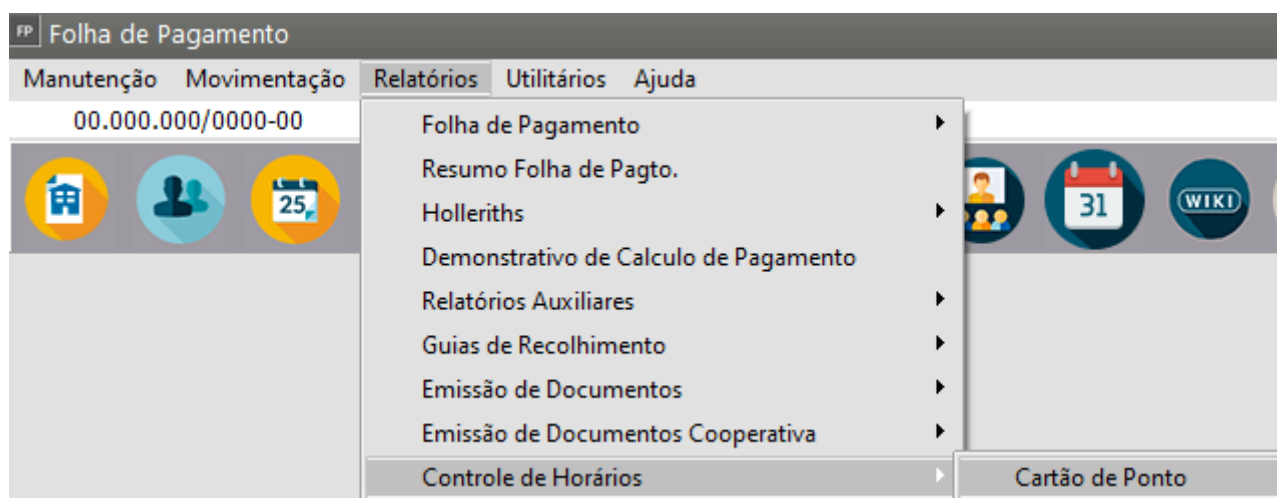 FP Folha de Pagamento
Manutenção Movimentação Relatórios Utilitários Ajuda
00.000.000/0000-00
25
31
WIKI
Folha de Pagamento
Resumo Folha de Pagto.
Holleriths
Demonstrativo de Calculo de Pagamento
Relatórios Auxiliares
Guias de Recolhimento
Emissão de Documentos
Emissão de Documentos Cooperativa
Controle de Horários
Cartão de Ponto